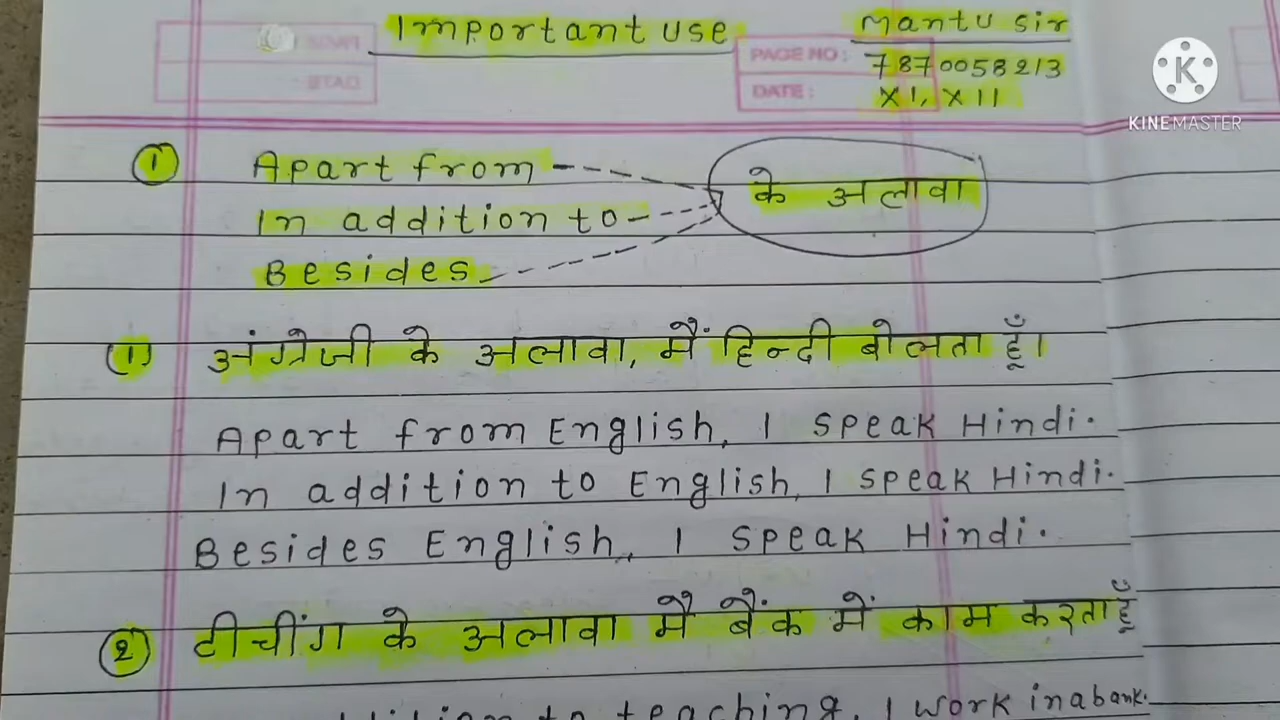 Important use
Mantu sir
PAGE NO:
7870058213
DATE:
XI, XII
KINEMASTER
① Apart from
In addition to
Besides
के अलावा
(1) अंग्रेजी के अलावा, मैं हिन्दी बोलता हूँ।
Apart from English, I speak Hindi.
In addition to English, I speak Hindi.
Besides English, I speak Hindi.
② टीचींग के अलावा मै बैंक में काम करताहूँ
to teaching, I work in a bank.